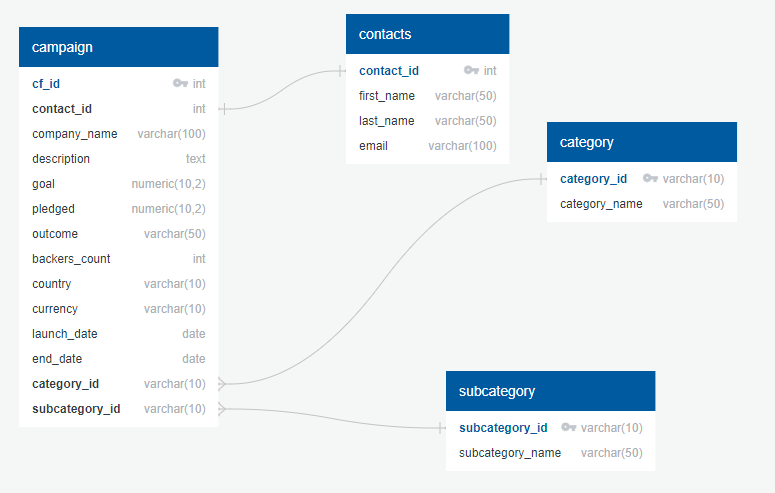 campaign
cf_id int
contact_id int
company_name varchar(100)
description text
goal numeric(10,2)
pledged numeric(10,2)
outcome varchar(50)
backers_count int
country varchar(10)
currency varchar(10)
launch_date date
end_date date
category_id varchar(10)
subcategory_id varchar(10)
contacts
contact_id int
first_name varchar(50)
last_name varchar(50)
email varchar(100)
category
category_id varchar(10)
category_name varchar(50)
subcategory
subcategory_id varchar(10)
subcategory_name varchar(50)